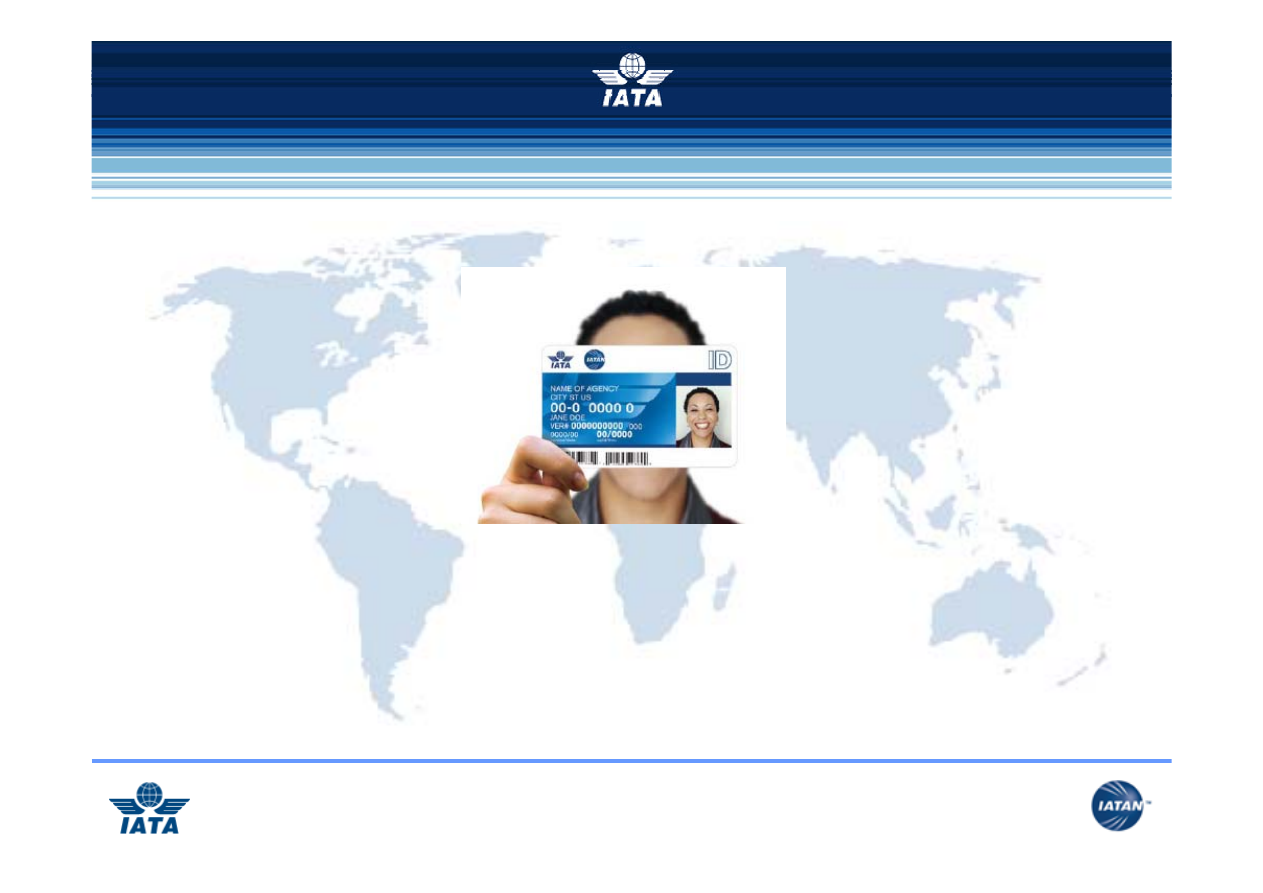 IATA
IATA IATAN ID
NAME OF AGENCY
CITY ST US
00-0 0000 0
JANE DOE
VER# 0000000000 000
0000/00 00/0000
IATA
IATAN™